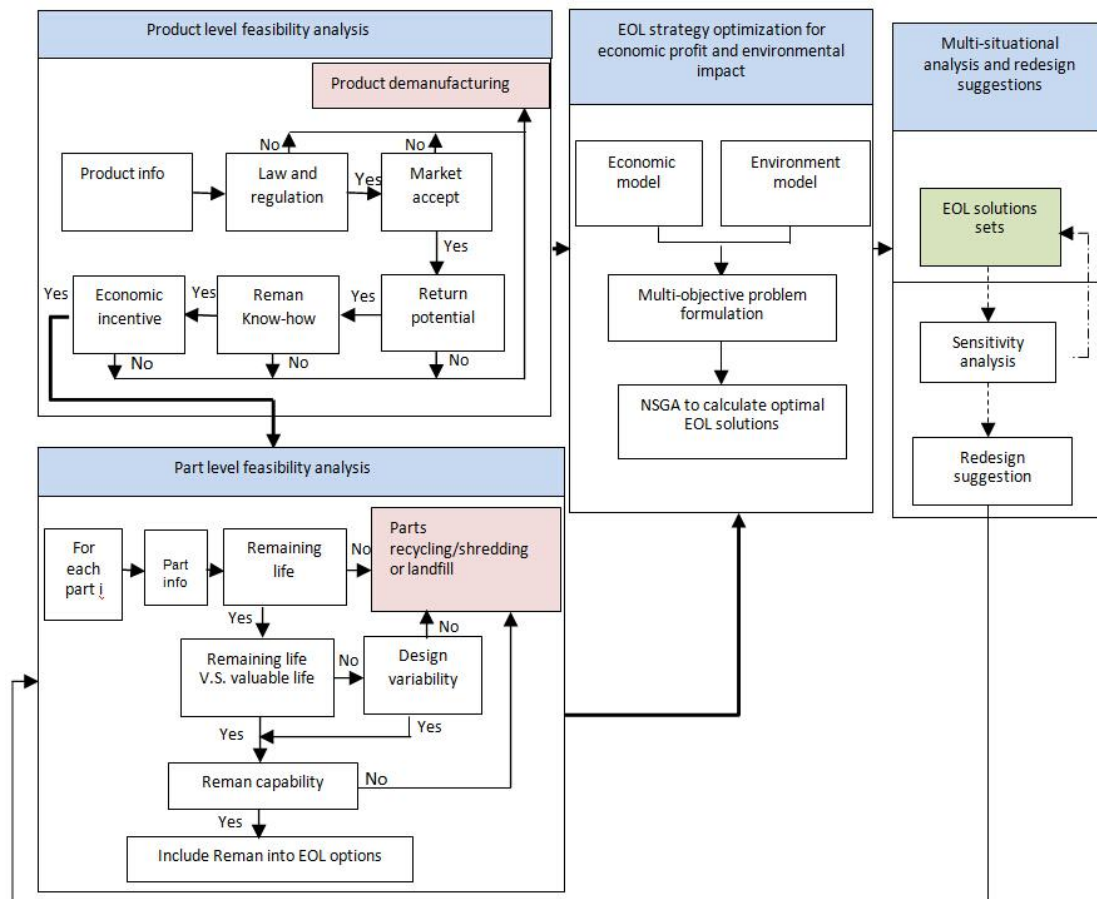 Product level feasibility analysis
Product demanufacturing
No
No
Product info
Law and
regulation
Yes
Market
accept
Yes
Yes
Economic
incentive
Yes
Reman
Know-how
Yes
Return
potential
No
No
No
Part level feasibility analysis
For
each
part i
Part
info
Remaining
life
No
Parts
recycling/shredding
or landfill
Yes
No
Remaining life
V.S. valuable life
No
Design
variability
Yes
Yes
Reman capability
No
Yes
Include Reman into EOL options
EOL strategy optimization for
economic profit and environmental
impact
Economic
model
Environment
model
Multi-objective problem
formulation
NSGA to calculate optimal
EOL solutions
Multi-situational
analysis and redesign
suggestions
EOL solutions
sets
Sensitivity
analysis
Redesign
suggestion